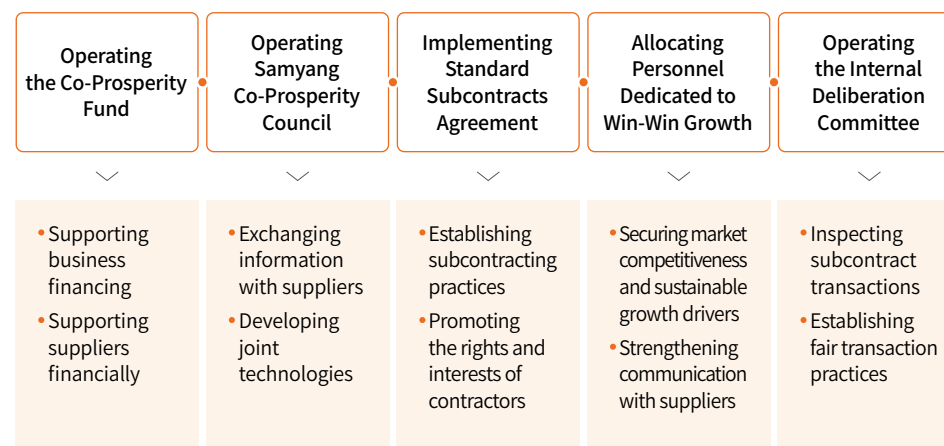 Operating
the Co-Prosperity
Fund
Operating
Samyang
Co-Prosperity
Council
Implementing
Standard
Subcontracts
Agreement
Allocating
Personnel
Dedicated to
Win-Win Growth
Operating
the Internal
Deliberation
Committee
• Supporting
business
financing
• Supporting
suppliers
financially
• Exchanging
information
with suppliers
• Developing
joint
technologies
• Establishing
subcontracting
practices
• Promoting
the rights and
interests of
contractors
• Securing market
competitiveness
and sustainable
growth drivers
• Strengthening
communication
with suppliers
• Inspecting
subcontract
transactions
• Establishing
fair transaction
practices